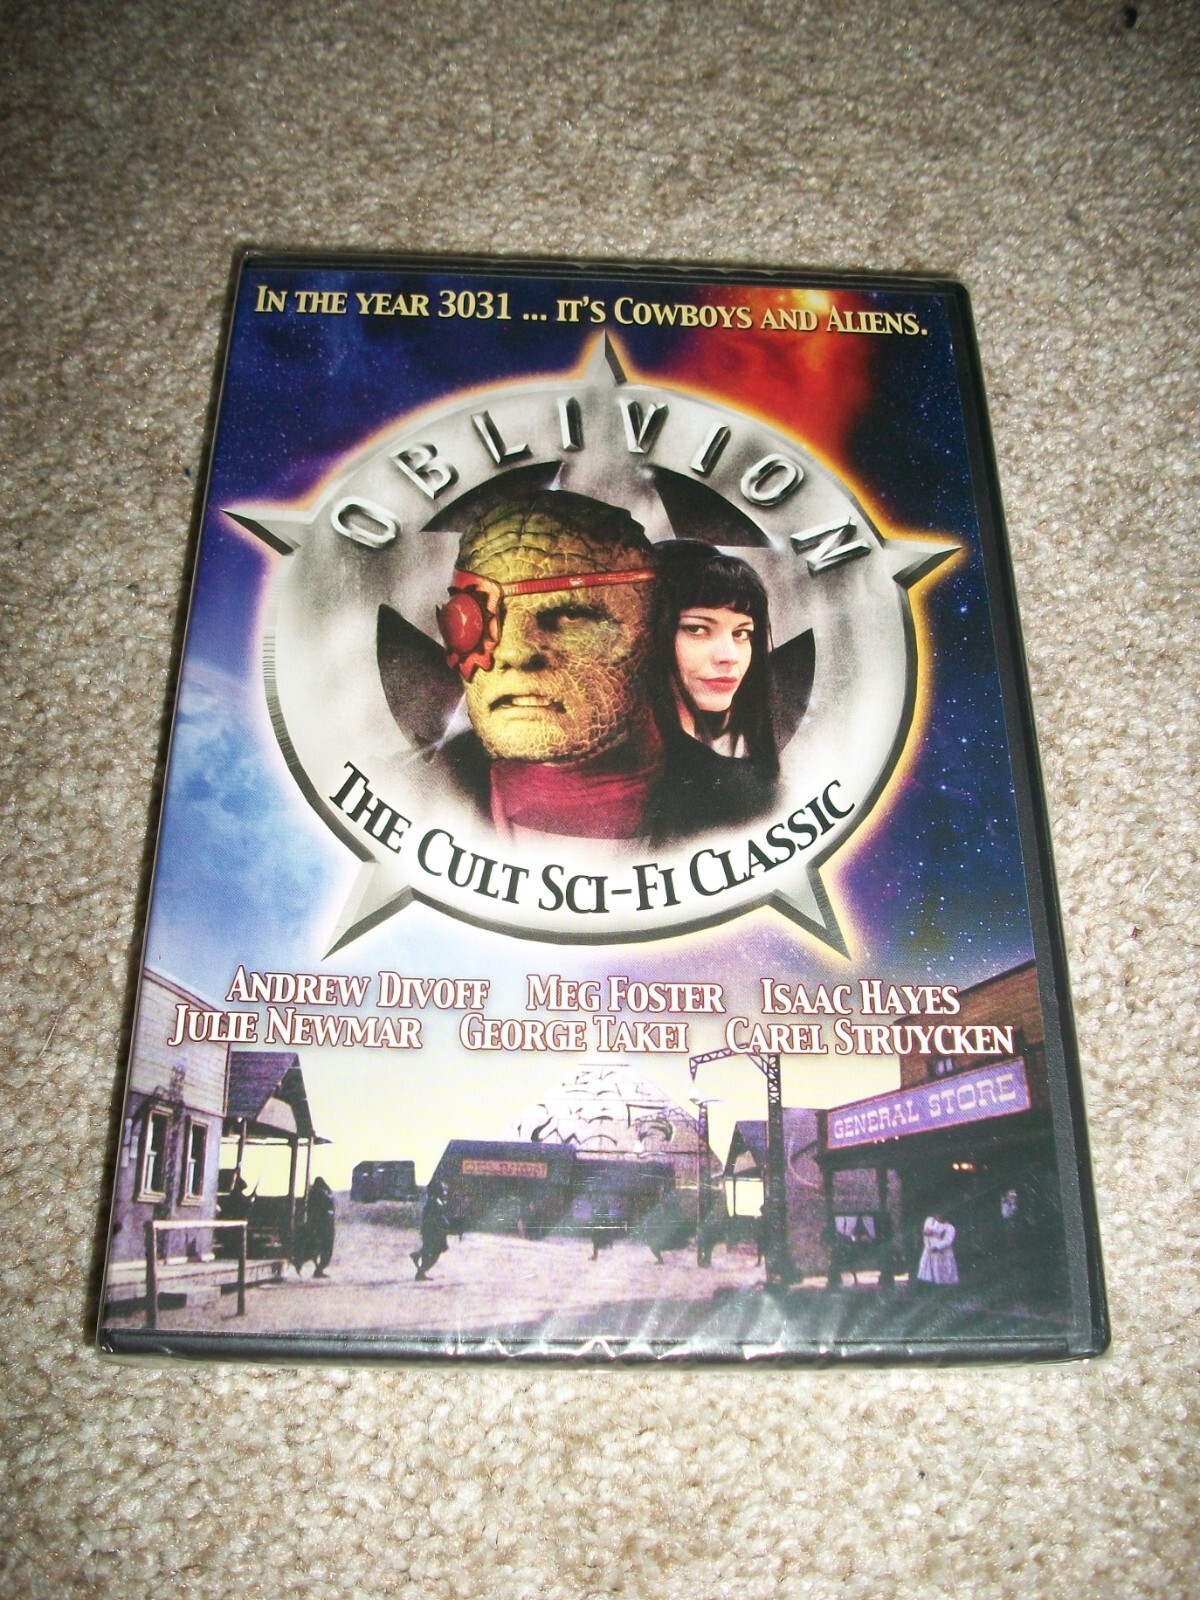 IN THE YEAR 3031 ... IT'S COWBOYS AND ALIENS.
OBLIVION
THE CULT SCI-FI CLASSIC
ANDREW DIVOFF MEG FOSTER ISAAC HAYES
JULIE NEWMAR GEORGE TAKEI CAREL STRUYCKEN
GENERAL STORE